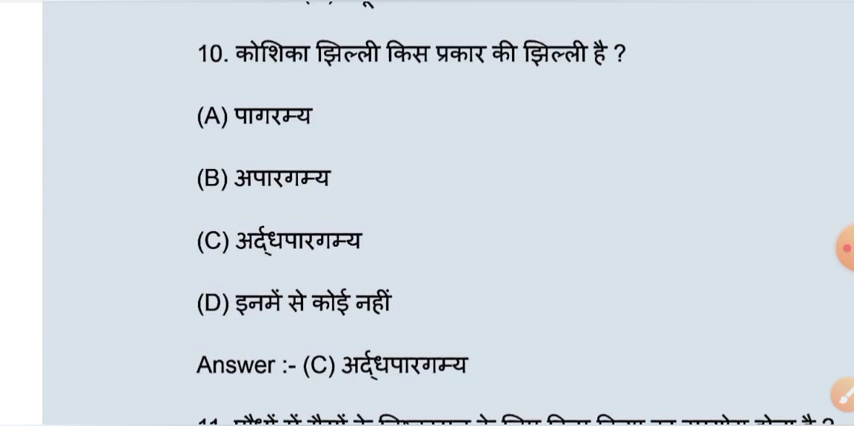 10. कोशिका झिल्ली किस प्रकार की झिल्ली है ?
(A) पागरम्य
(B) अपारगम्य
(C) अर्द्धपारगम्य
(D) इनमें से कोई नहीं
Answer :- (C) अर्द्धपारगम्य